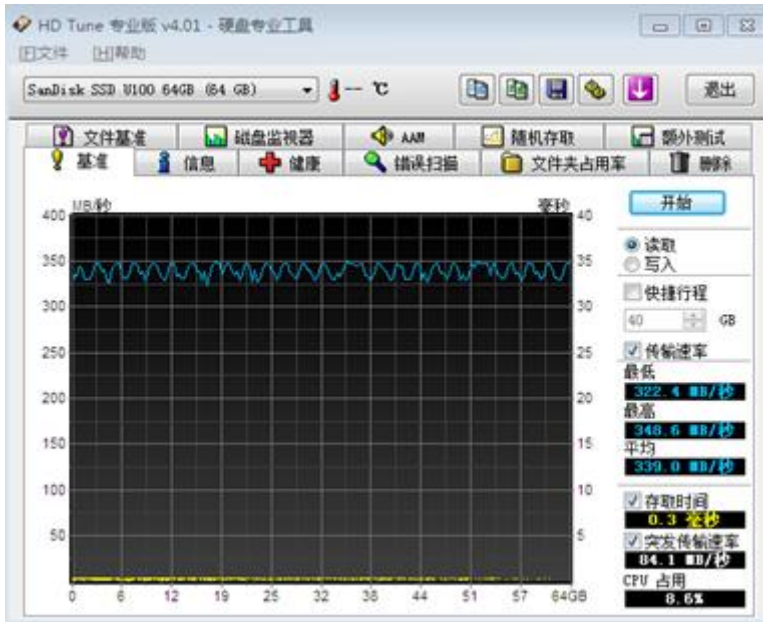 HD Tune 专业版 v4.01 - 硬盘专业工具
[F]文件 [H]帮助
SanDisk SSD U100 64GB (64 GB) -- ℃ 退出
文件基准 磁盘监视器 AAM 随机存取 额外测试
基准 信息 健康 错误扫描 文件夹占用率 删除
MB/秒 毫秒
400 40
350 35
300 30
250 25
200 20
150 15
100 10
50 5
0 6 12 19 25 32 38 44 51 57 64GB
开始
读取
写入
快捷行程
40 GB
传输速率
最低
322.4 MB/秒
最高
348.6 MB/秒
平均
339.0 MB/秒
存取时间
0.3 毫秒
突发传输速率
84.1 MB/秒
CPU 占用
8.6%